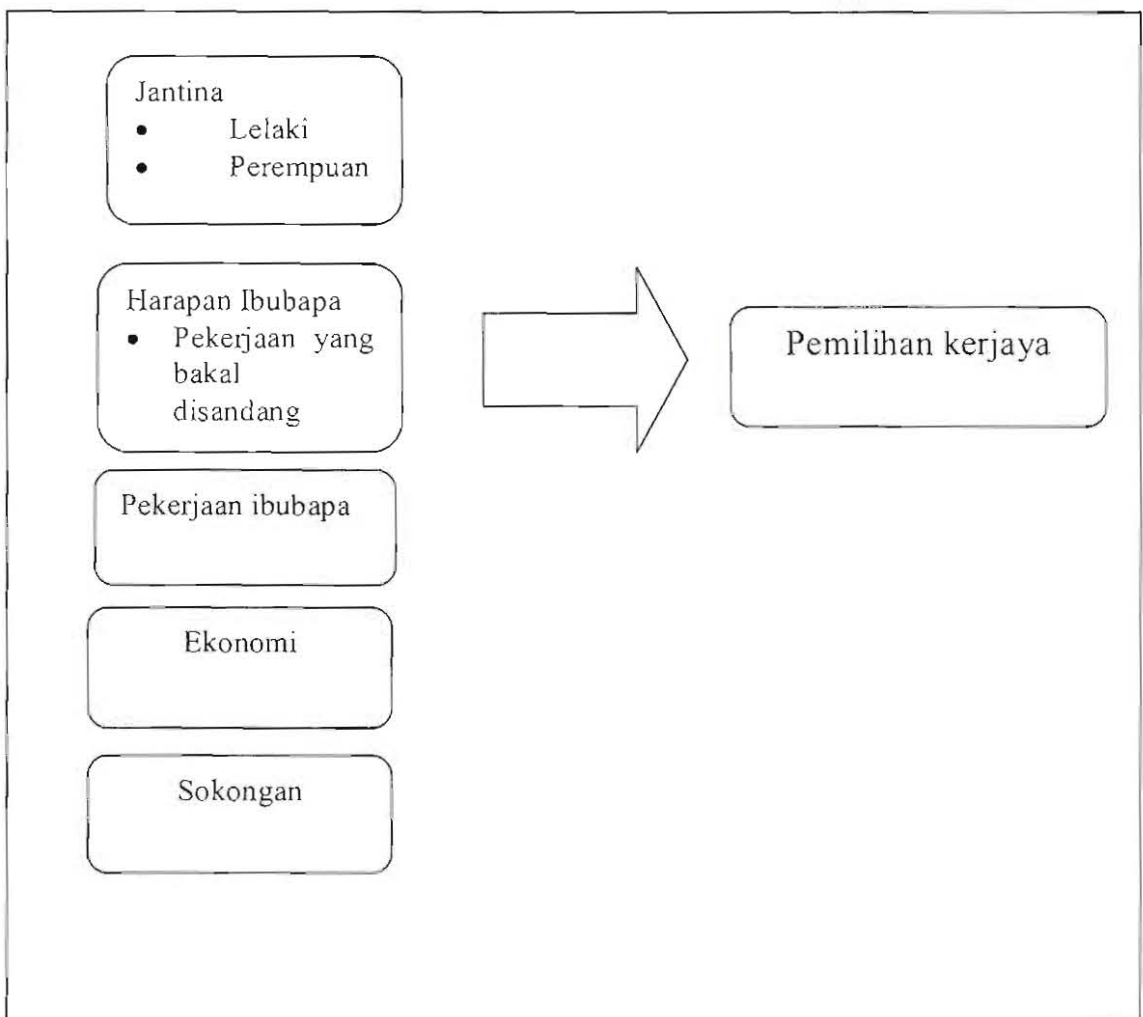 Jantina
• Lelaki
• Perempuan
Harapan Ibubapa
• Pekerjaan yang
bakal
disandang
Pekerjaan ibubapa
Ekonomi
Sokongan
Pemilihan kerjaya